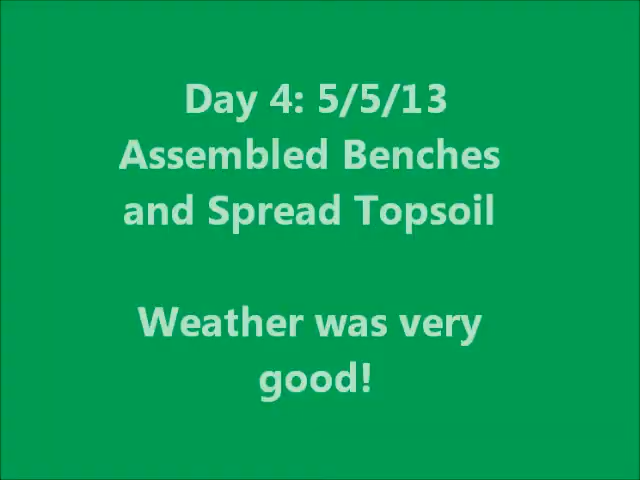 Day 4: 5/5/13
Assembled Benches
and Spread Topsoil
Weather was very
good!